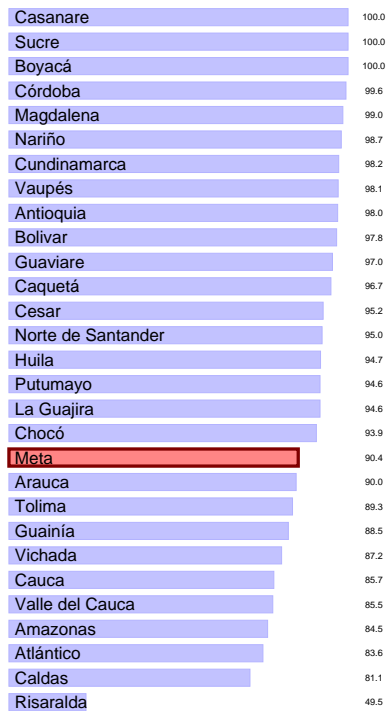 Casanare 100.0
Sucre 100.0
Boyacá 100.0
Córdoba 99.6
Magdalena 99.0
Nariño 98.7
Cundinamarca 98.2
Vaupés 98.1
Antioquia 98.0
Bolivar 97.8
Guaviare 97.0
Caquetá 96.7
Cesar 95.2
Norte de Santander 95.0
Huila 94.7
Putumayo 94.6
La Guajira 94.6
Chocó 93.9
Meta 90.4
Arauca 90.0
Tolima 89.3
Guainía 88.5
Vichada 87.2
Cauca 85.7
Valle del Cauca 85.5
Amazonas 84.5
Atlántico 83.6
Caldas 81.1
Risaralda 49.5